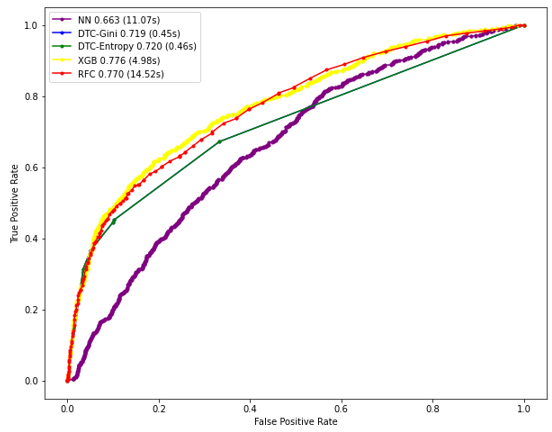 NN 0.663 (11.07s)
DTC-Gini 0.719 (0.45s)
DTC-Entropy 0.720 (0.46s)
XGB 0.776 (4.98s)
RFC 0.770 (14.52s)
True Positive Rate
1.0
0.8
0.6
0.4
0.2
0.0
0.0 0.2 0.4 0.6 0.8 1.0
False Positive Rate